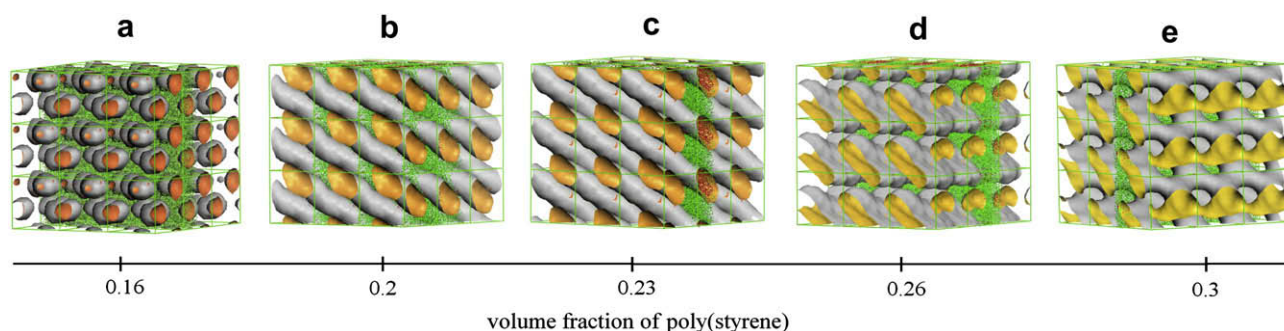 a b c d e
0.16 0.2 0.23 0.26 0.3
volume fraction of poly(styrene)